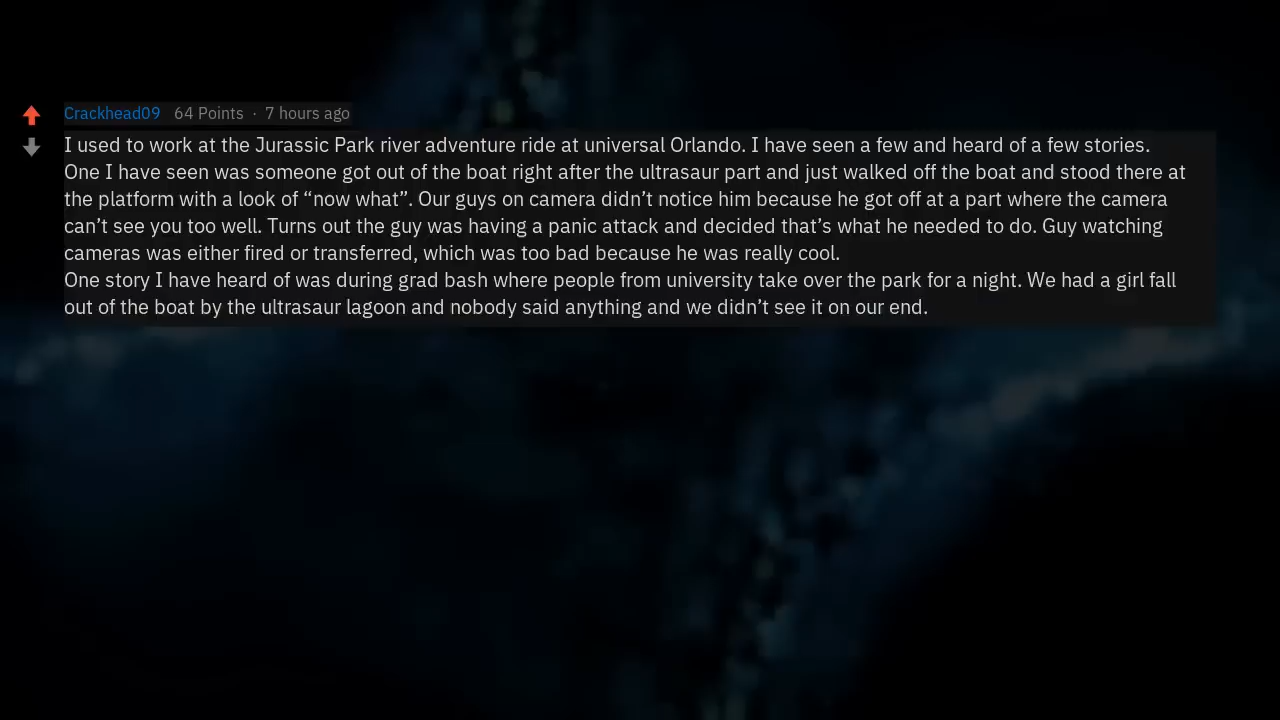 Crackhead09 64 Points · 7 hours ago
I used to work at the Jurassic Park river adventure ride at universal Orlando. I have seen a few and heard of a few stories.
One I have seen was someone got out of the boat right after the ultrasaur part and just walked off the boat and stood there at
the platform with a look of “now what”. Our guys on camera didn’t notice him because he got off at a part where the camera
can’t see you too well. Turns out the guy was having a panic attack and decided that’s what he needed to do. Guy watching
cameras was either fired or transferred, which was too bad because he was really cool.
One story I have heard of was during grad bash where people from university take over the park for a night. We had a girl fall
out of the boat by the ultrasaur lagoon and nobody said anything and we didn’t see it on our end.